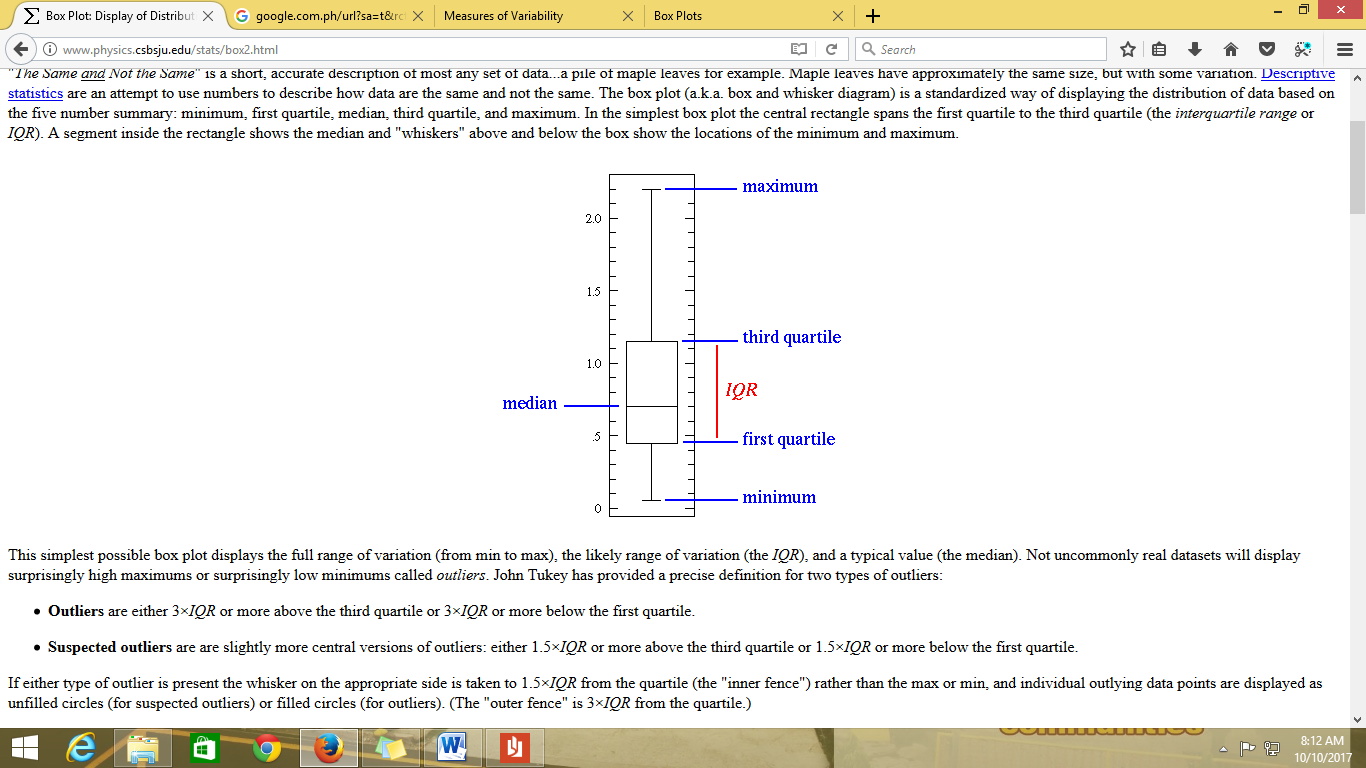 Box Plot: Display of Distribut
google.com.ph/url?sa=t&rc
Measures of Variability
Box Plots
www.physics.csbsju.edu/stats/box2.html
Search
"The Same and Not the Same" is a short, accurate description of most any set of data...a pile of maple leaves for example. Maple leaves have approximately the same size, but with some variation. Descriptive
statistics are an attempt to use numbers to describe how data are the same and not the same. The box plot (a.k.a. box and whisker diagram) is a standardized way of displaying the distribution of data based on
the five number summary: minimum, first quartile, median, third quartile, and maximum. In the simplest box plot the central rectangle spans the first quartile to the third quartile (the interquartile range or
IQR). A segment inside the rectangle shows the median and "whiskers" above and below the box show the locations of the minimum and maximum.
maximum
2.0
1.5
third quartile
1.0
IQR
median
.5
first quartile
minimum
0
This simplest possible box plot displays the full range of variation (from min to max), the likely range of variation (the IQR), and a typical value (the median). Not uncommonly real datasets will display
surprisingly high maximums or surprisingly low minimums called outliers. John Tukey has provided a precise definition for two types of outliers:
• Outliers are either 3×IQR or more above the third quartile or 3×IQR or more below the first quartile.
• Suspected outliers are are slightly more central versions of outliers: either 1.5×IQR or more above the third quartile or 1.5×IQR or more below the first quartile.
If either type of outlier is present the whisker on the appropriate side is taken to 1.5×IQR from the quartile (the "inner fence") rather than the max or min, and individual outlying data points are displayed as
unfilled circles (for suspected outliers) or filled circles (for outliers). (The "outer fence" is 3×IQR from the quartile.)
8:12 AM
10/10/2017